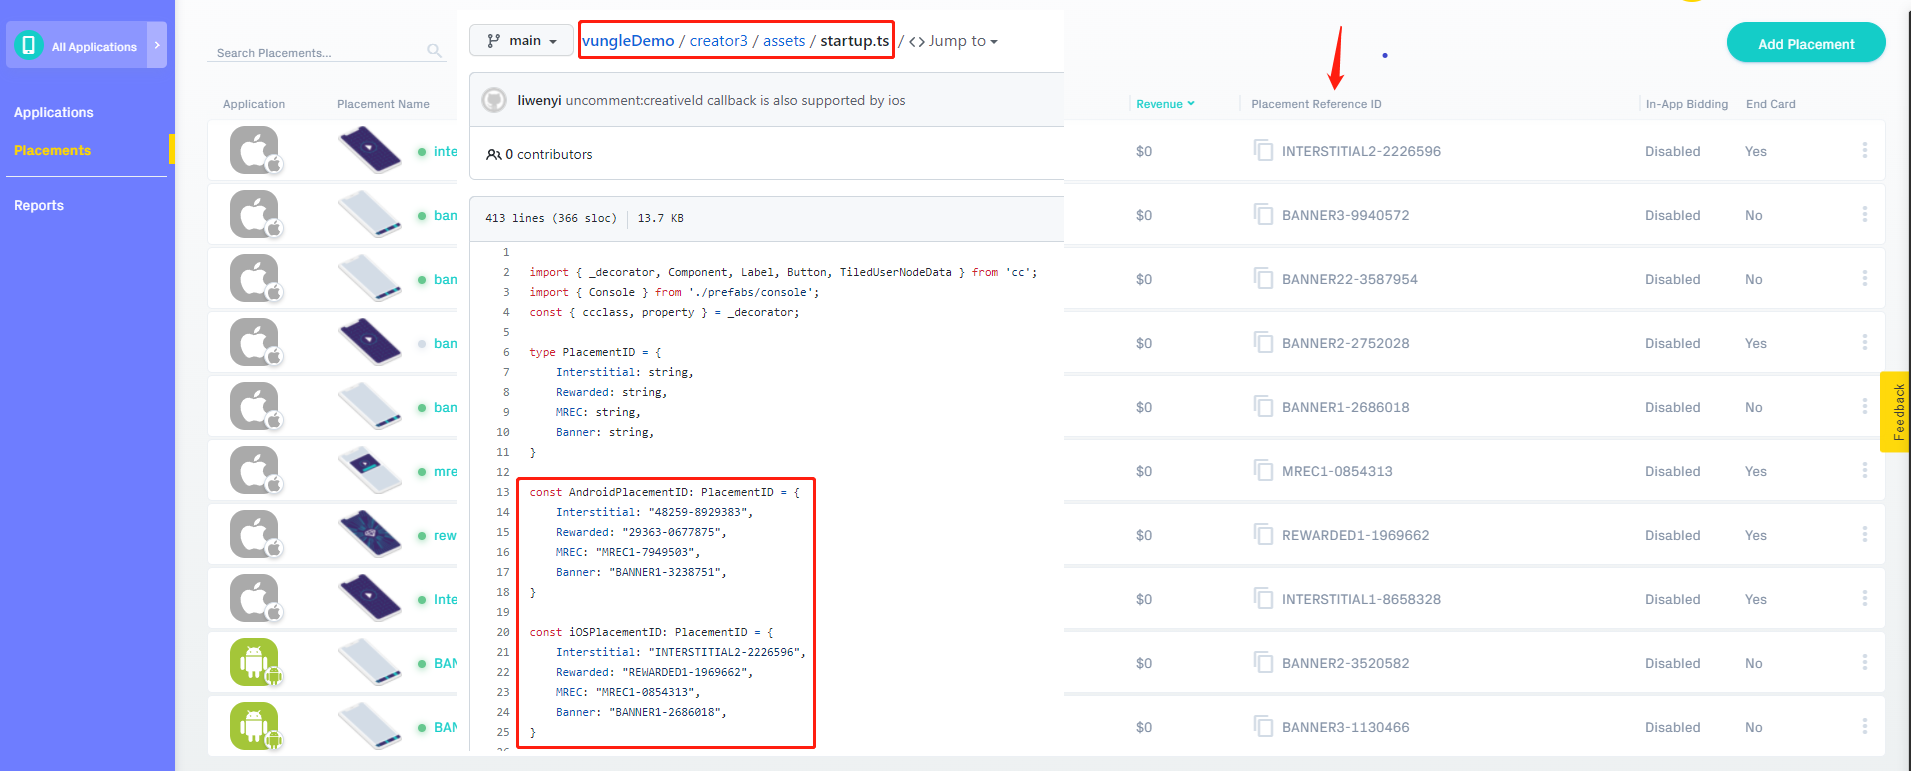 All Applications
Applications
Placements
Reports
Search Placements...
main
vungleDemo / creator3 / assets / startup.ts / <> Jump to
Add Placement
Application Placement Name
Revenue Placement Reference ID In-App Bidding End Card
liwenyi uncomment:creativeId callback is also supported by ios
0 contributors
413 lines (366 sloc) 13.7 KB
1
2 import { _decorator, Component, Label, Button, TiledUserNodeData } from 'cc';
3 import { Console } from './prefabs/console';
4 const { ccclass, property } = _decorator;
5
6 type PlacementID = {
7 Interstitial: string,
8 Rewarded: string,
9 MREC: string,
10 Banner: string,
11 }
12
13 const AndroidPlacementID: PlacementID = {
14 Interstitial: "48259-8929383",
15 Rewarded: "29363-0677875",
16 MREC: "MREC1-7949503",
17 Banner: "BANNER1-3238751",
18 }
19
20 const iOSPlacementID: PlacementID = {
21 Interstitial: "INTERSTITIAL2-2226596",
22 Rewarded: "REWARDED1-1969662",
23 MREC: "MREC1-0854313",
24 Banner: "BANNER1-2686018",
25 }
inte
ban
ban
ban
ban
mre
rew
Inte
BAN
BAN
$0 INTERSTITIAL2-2226596 Disabled Yes
$0 BANNER3-9940572 Disabled No
$0 BANNER22-3587954 Disabled No
$0 BANNER2-2752028 Disabled Yes
$0 BANNER1-2686018 Disabled No
$0 MREC1-0854313 Disabled Yes
$0 REWARDED1-1969662 Disabled Yes
$0 INTERSTITIAL1-8658328 Disabled Yes
$0 BANNER2-3520582 Disabled No
$0 BANNER3-1130466 Disabled No
Feedback